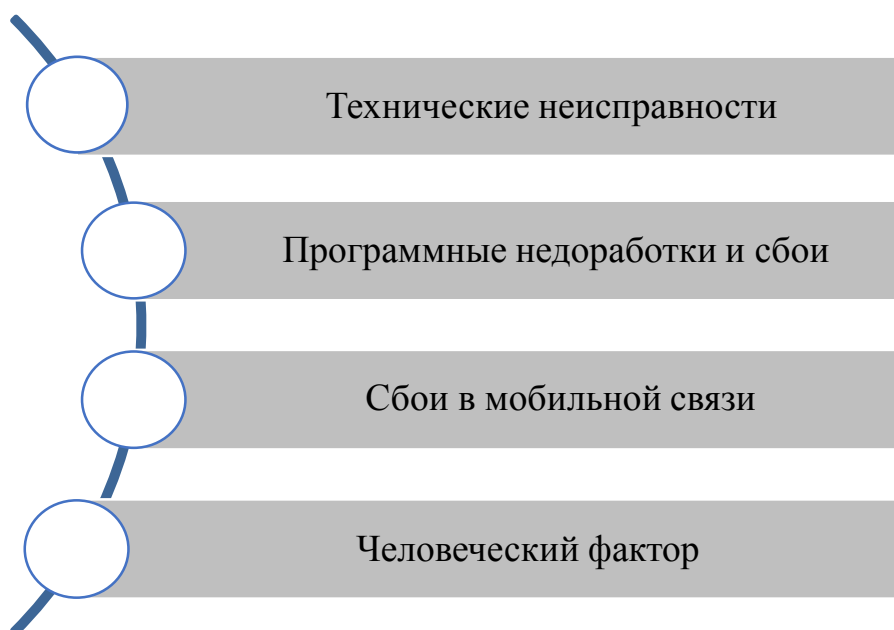 Технические неисправности
Программные недоработки и сбои
Сбои в мобильной связи
Человеческий фактор